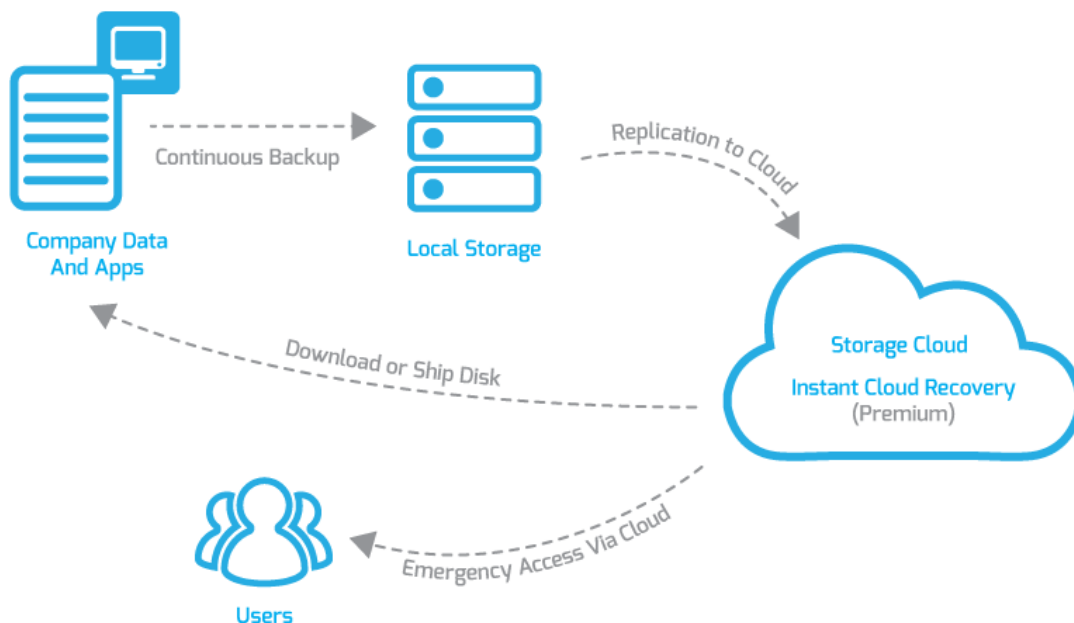 Continuous Backup
Replication to Cloud
Company Data
And Apps
Local Storage
Storage Cloud
Instant Cloud Recovery
(Premium)
Download or Ship Disk
Emergency Access Via Cloud
Users